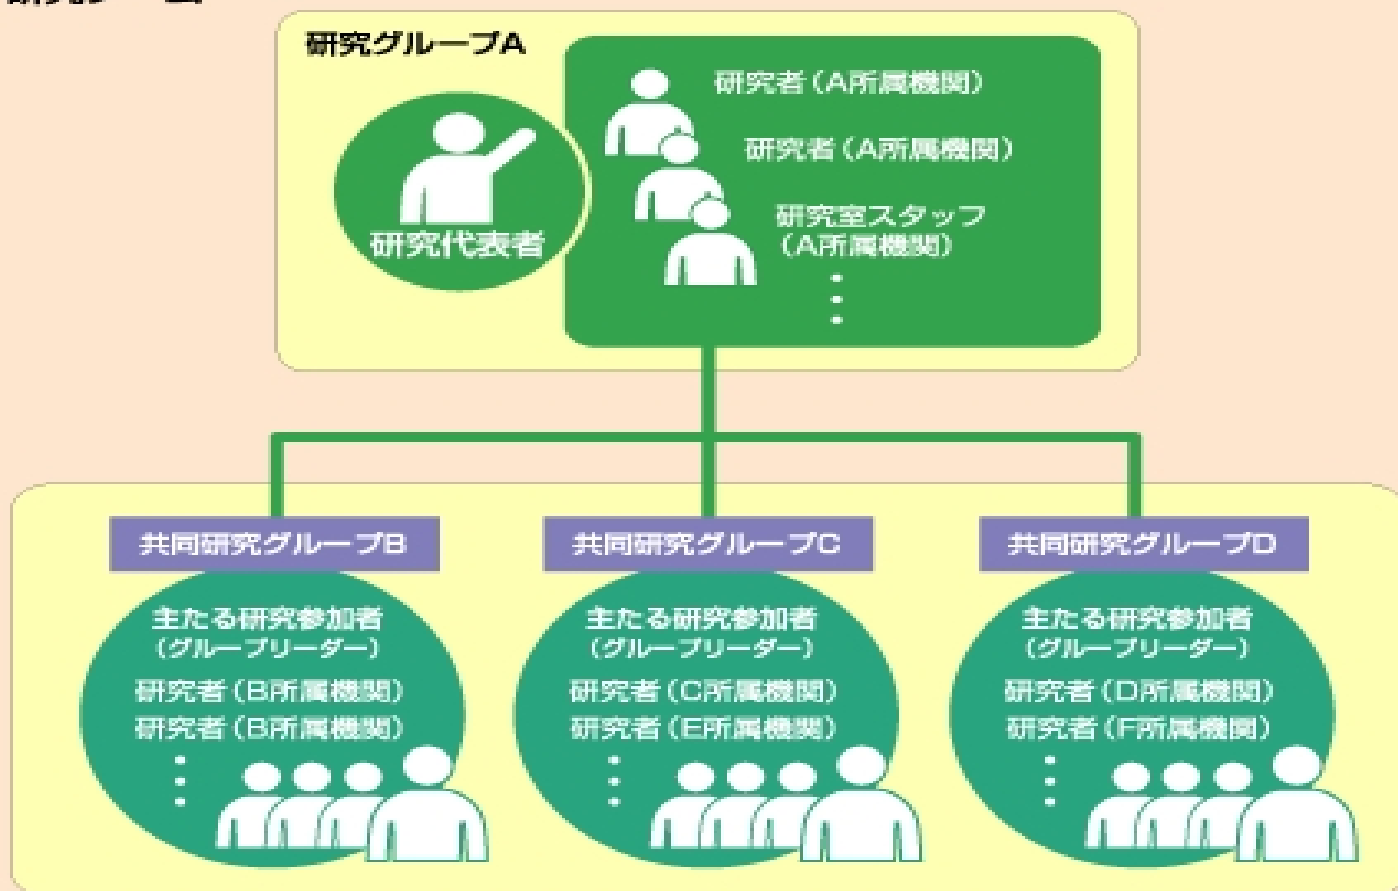 研究グループA
研究者（A所属機関）
研究者（A所属機関）
研究室スタッフ
（A所属機関）
研究代表者
共同研究グループB
主たる研究参加者
（グループリーダー）
研究者（B所属機関）
研究者（B所属機関）
共同研究グループC
主たる研究参加者
（グループリーダー）
研究者（C所属機関）
研究者（E所属機関）
共同研究グループD
主たる研究参加者
（グループリーダー）
研究者（D所属機関）
研究者（F所属機関）